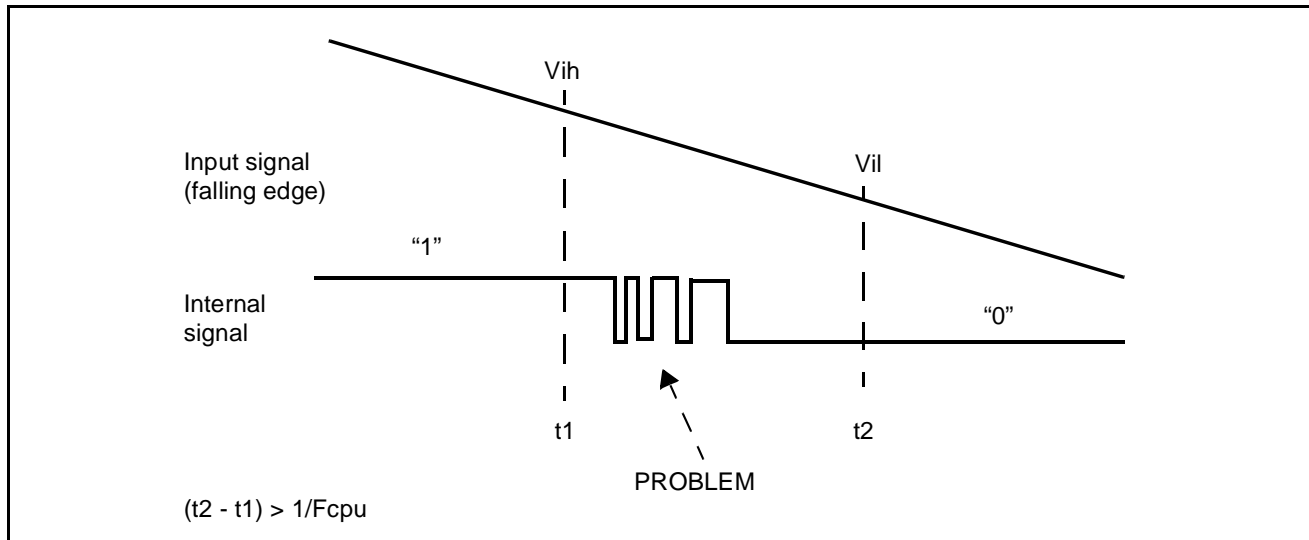 Vih
Input signal
(falling edge)
Vil
“1”
Internal
signal
“0”
t1
t2
PROBLEM
(t2 - t1) > 1/Fcpu